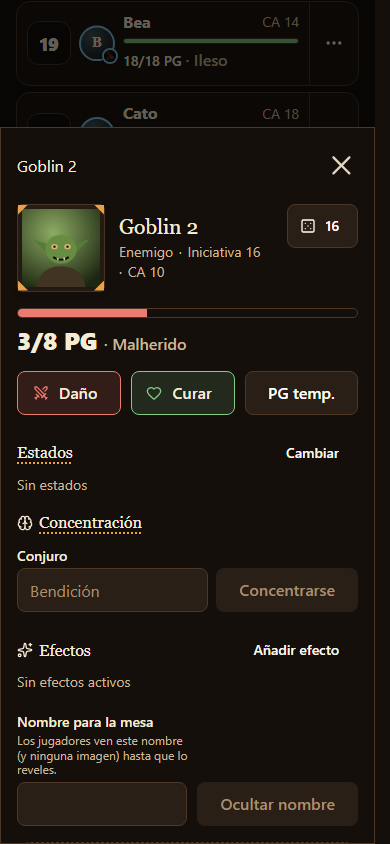 Bea
CA 14
19
B
18/18 PG · Ileso
Cato
CA 18
Goblin 2
Goblin 2
16
Enemigo · Iniciativa 16
· CA 10
3/8 PG · Malherido
Daño
Curar
PG temp.
Estados
Cambiar
Sin estados
Concentración
Conjuro
Bendición
Concentrarse
Efectos
Añadir efecto
Sin efectos activos
Nombre para la mesa
Los jugadores ven este nombre
(y ninguna imagen) hasta que lo
reveles.
Ocultar nombre